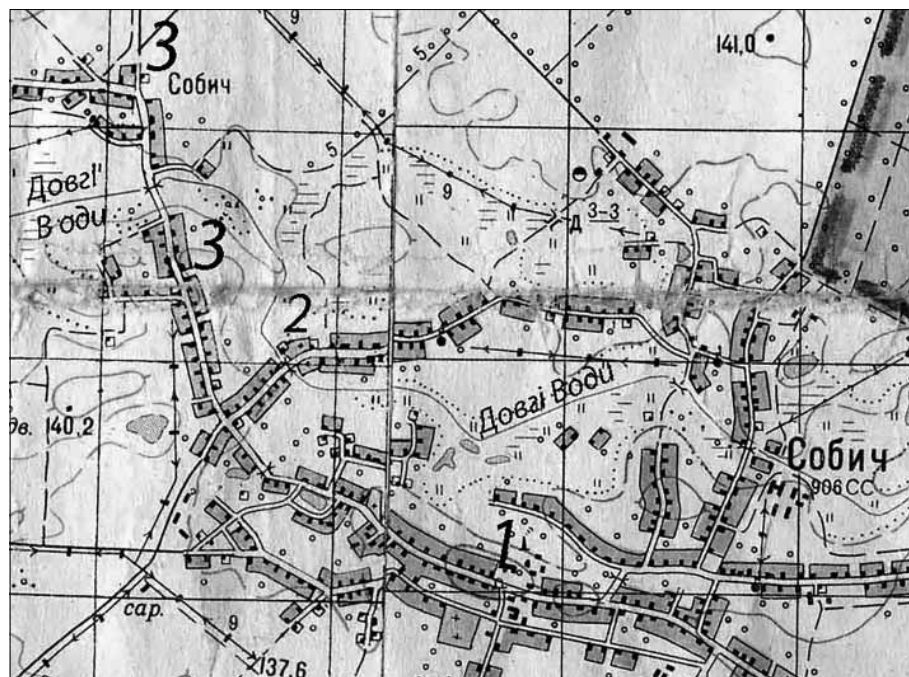 3
141,0
Собич
5
9
5
9
Довгі
Води
3-3
Д
3
2
140,2
Довгі Води
Собич
906 СС
1
сар.
9
137,6